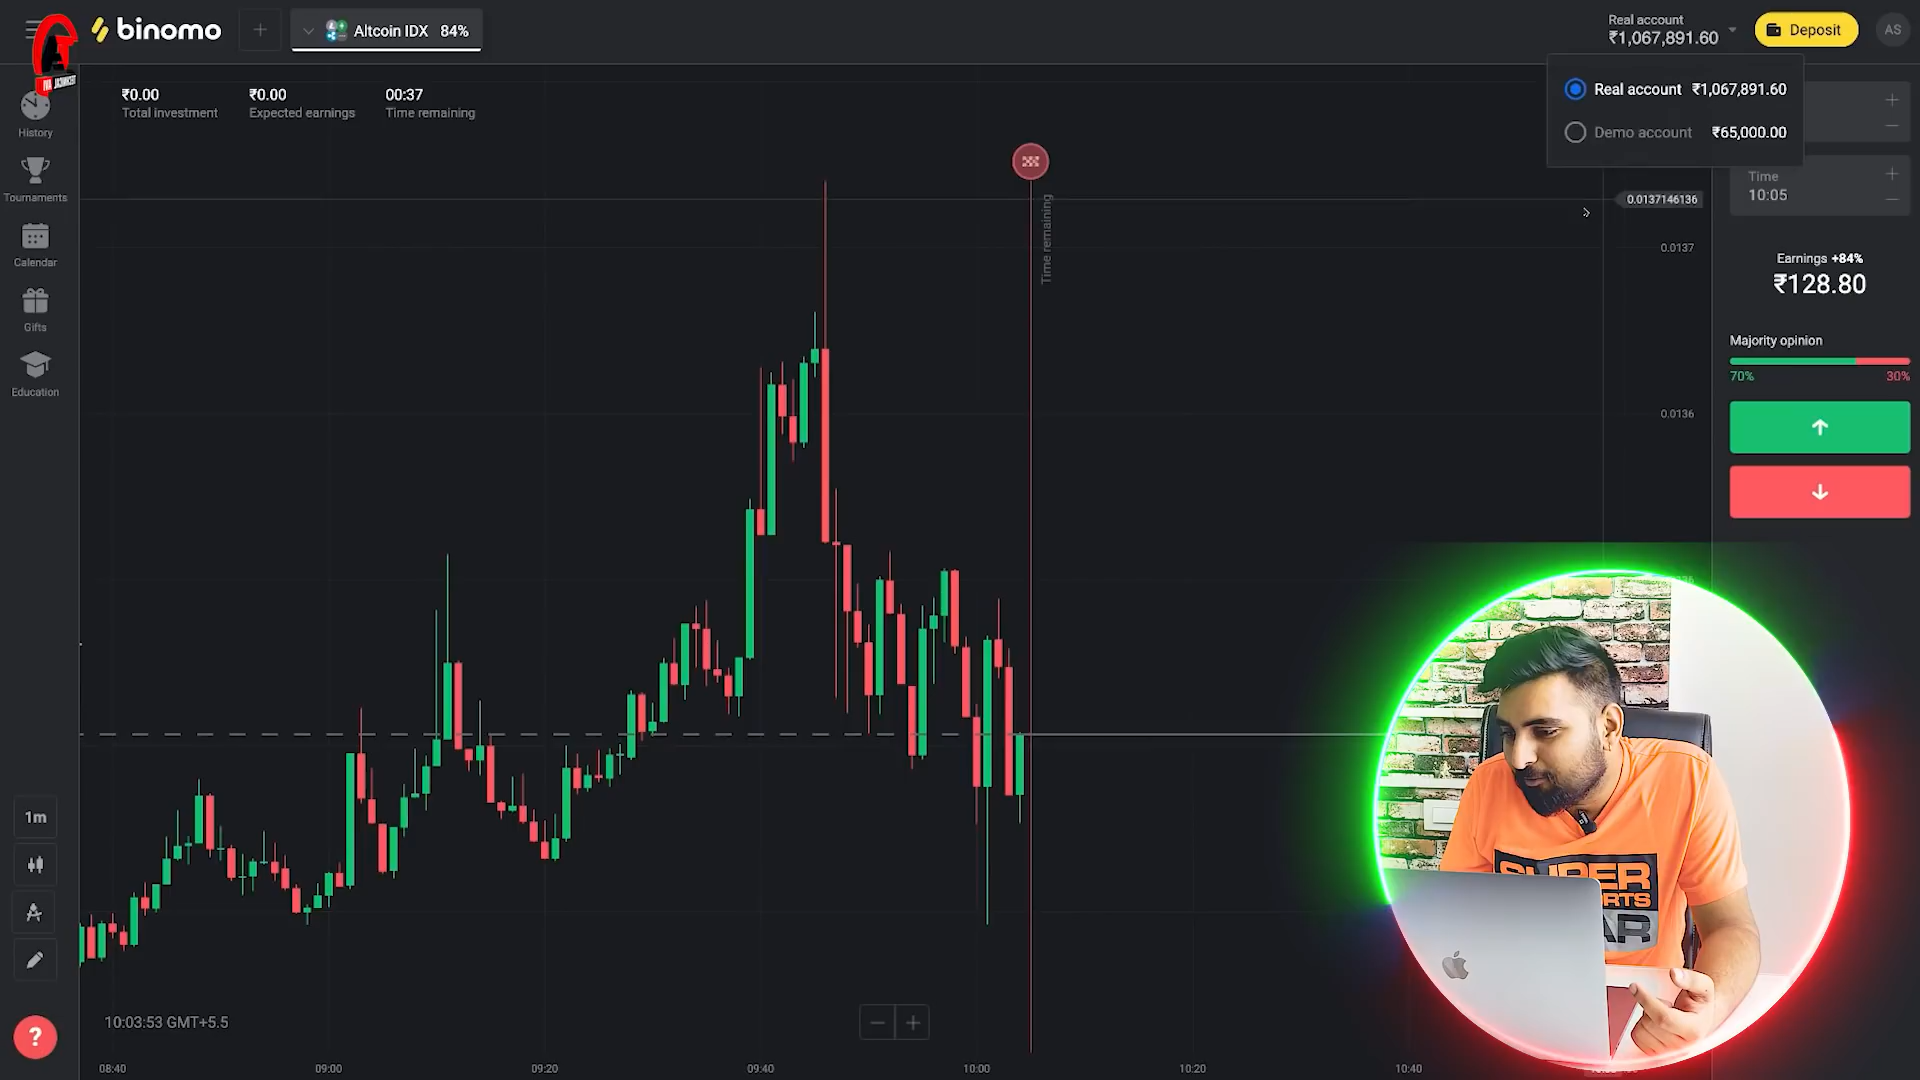 binomo
+
Altcoin IDX 84%
Real account
₹1,067,891.60
Deposit
AS
Real account ₹1,067,891.60
Demo account ₹65,000.00
₹0.00
Total investment
₹0.00
Expected earnings
00:37
Time remaining
History
Tournaments
Calendar
Gifts
Education
Time remaining
0.0137146136
0.0137
0.0136
Time
10:05
Earnings +84%
₹128.80
Majority opinion
70%
30%
1m
?
10:03:53 GMT+5.5
08:40
09:00
09:20
09:40
10:00
10:20
10:40
SUPER